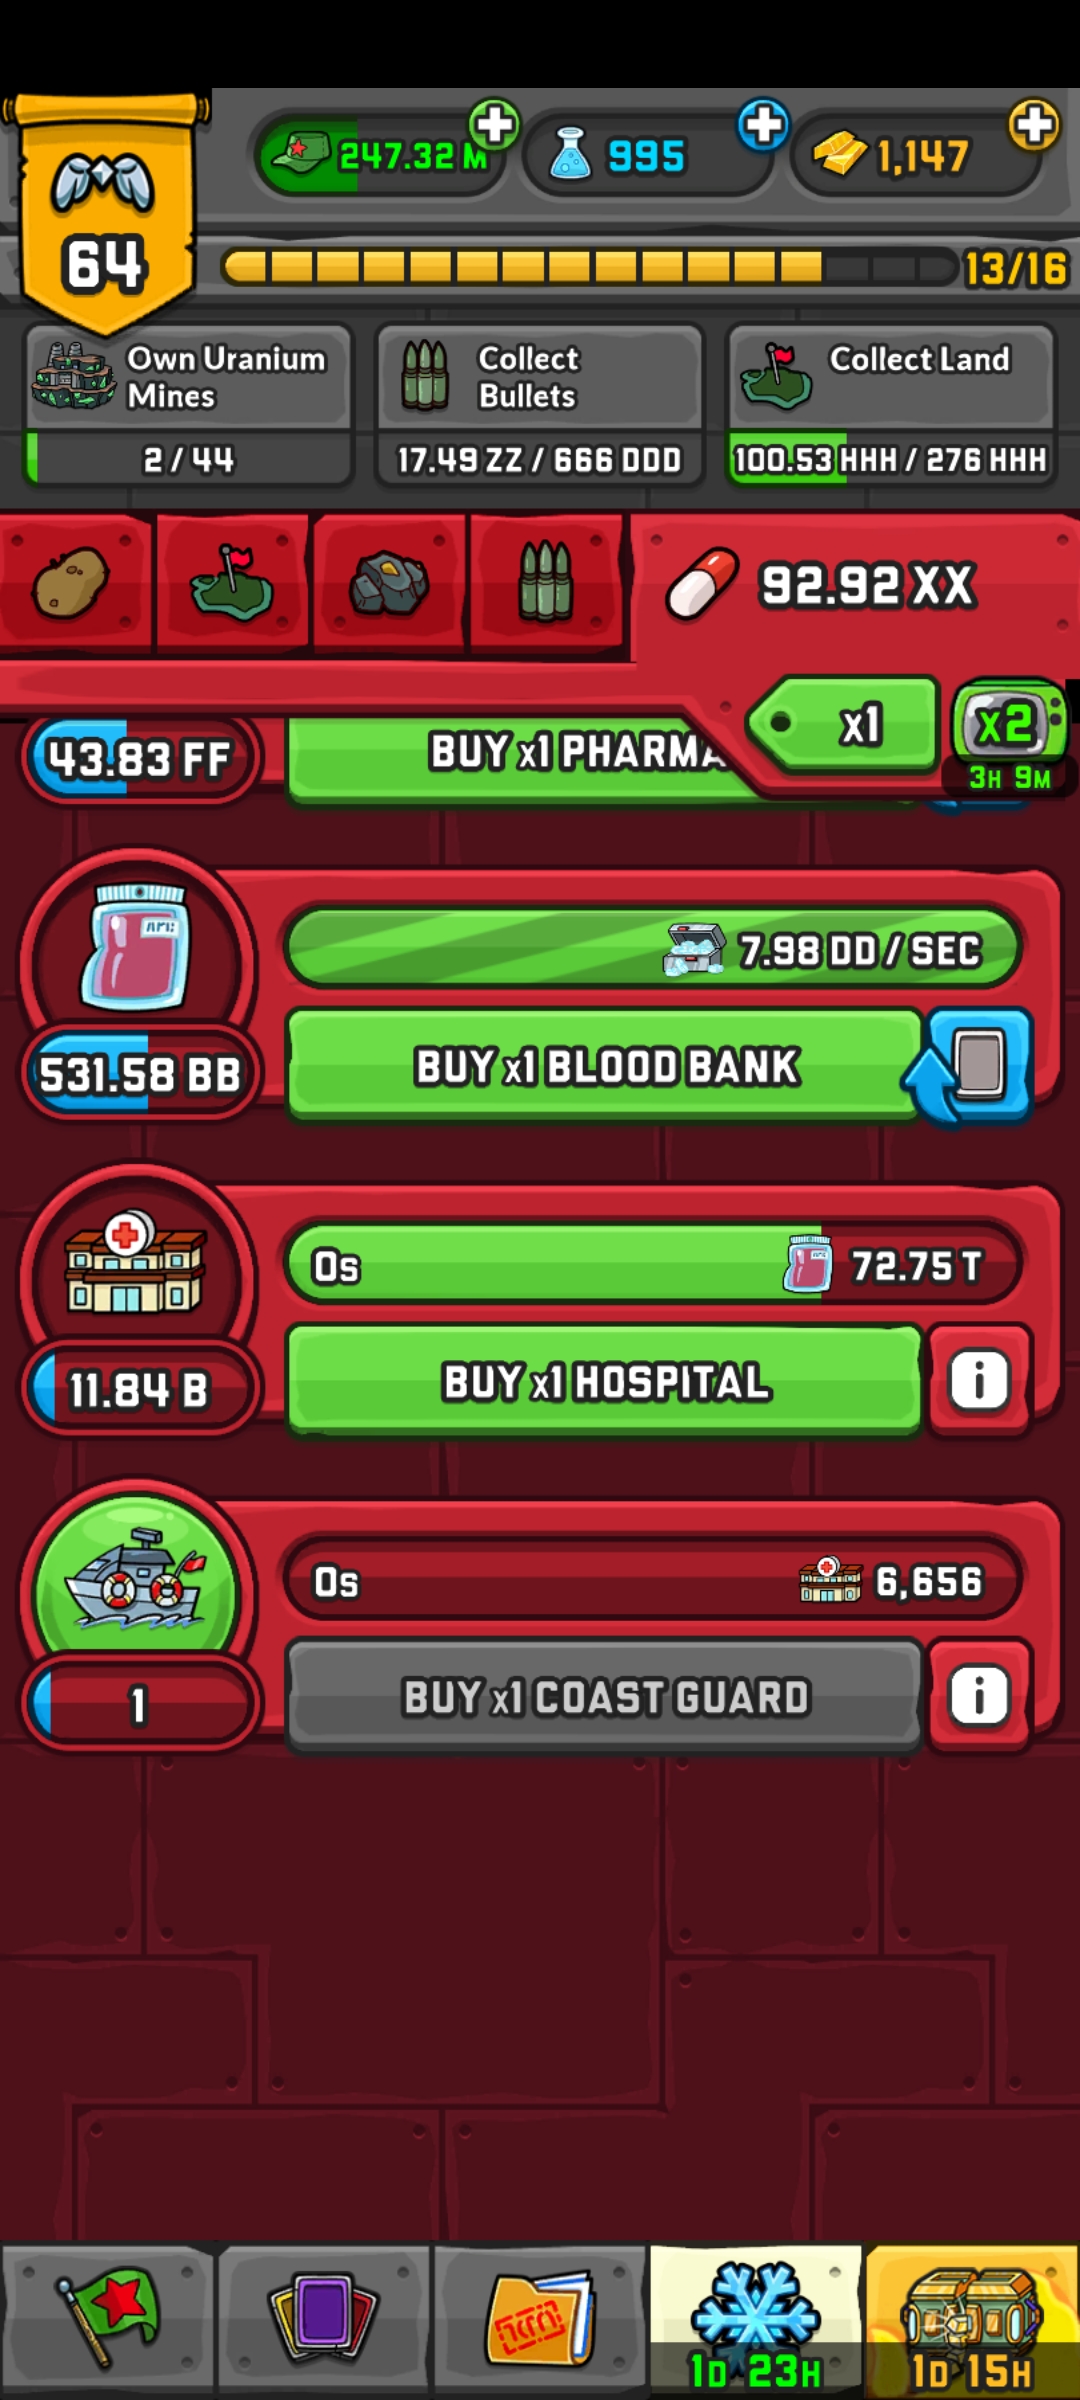 247.32 M
995
1,147
64
13/16
Own Uranium
Mines
Collect
Bullets
Collect Land
2 / 44
17.49 ZZ / 666 DDD
100.53 HHH / 276 HHH
92.92 XX
x1
x2
3H 9M
43.83 FF
BUY x1 PHARMA
7.98 DD / SEC
531.58 BB
BUY x1 BLOOD BANK
0s
72.75 T
11.84 B
BUY x1 HOSPITAL
i
0s
6,656
1
BUY x1 COAST GUARD
i
1D 23H
1D 15H